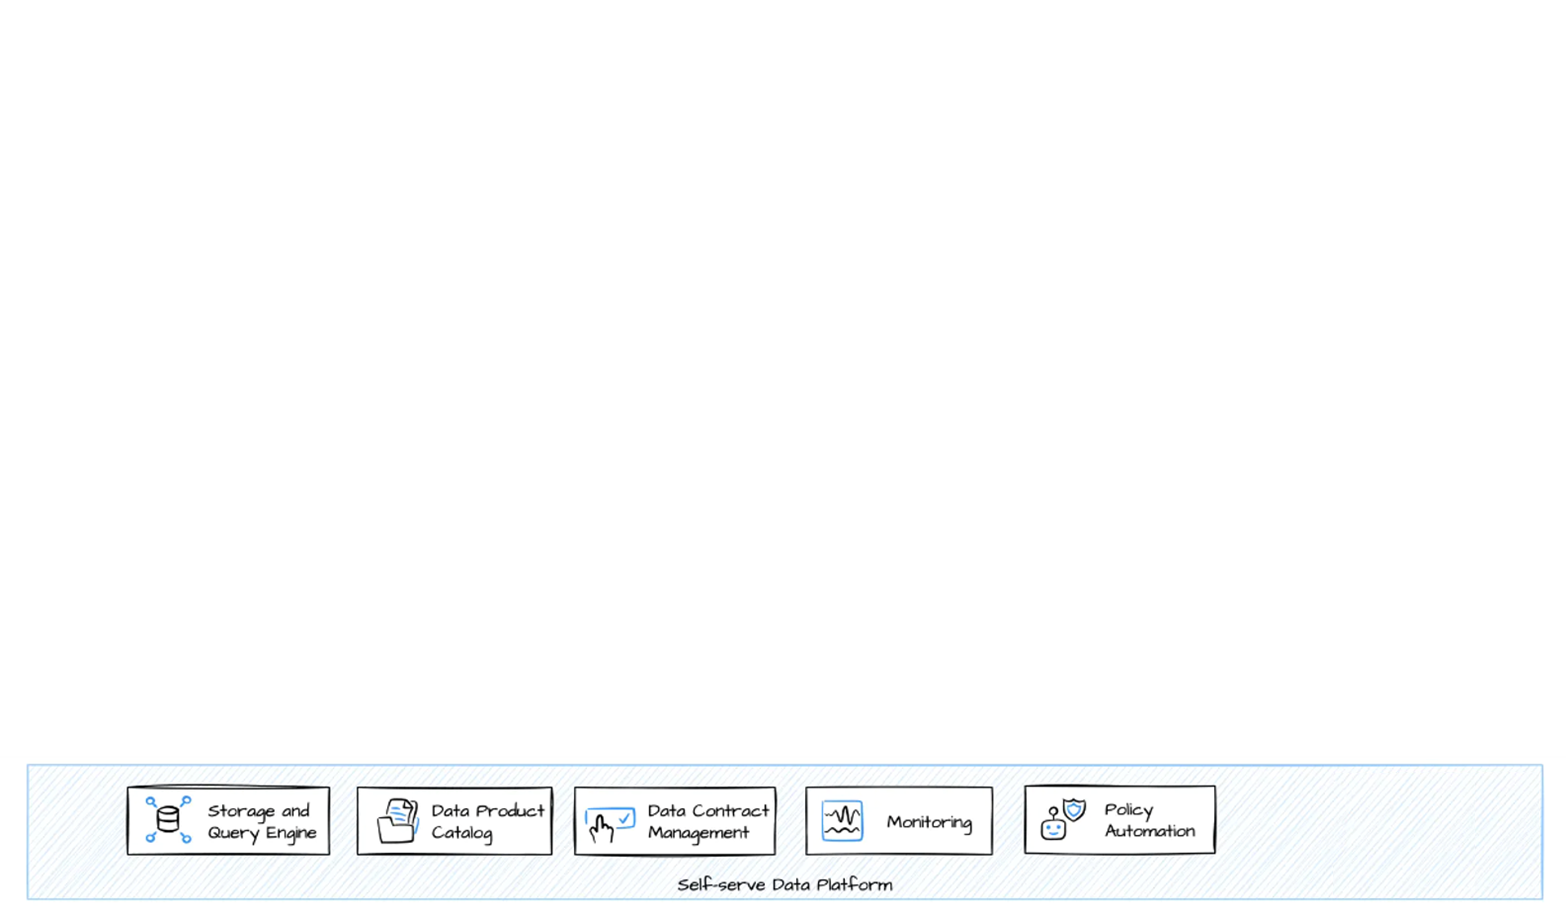 Storage and
Query Engine
Data Product
Catalog
Data Contract
Management
Monitoring
Policy
Automation
Self-serve Data Platform